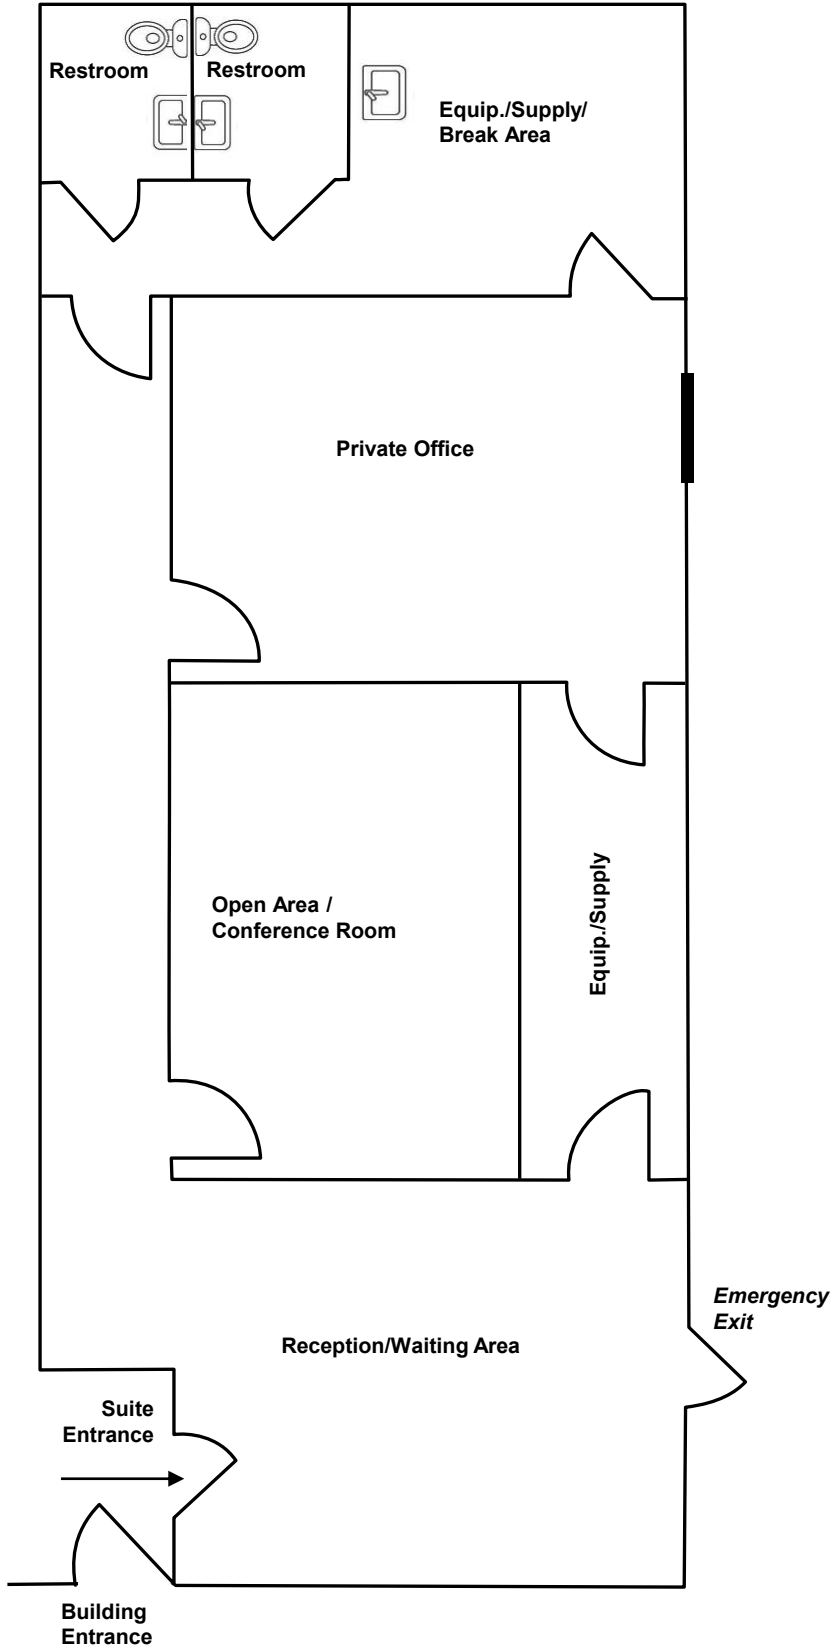 Restroom
Restroom
Equip./Supply/
Break Area
Private Office
Open Area /
Conference Room
Equip./Supply
Emergency
Exit
Reception/Waiting Area
Suite
Entrance
Building
Entrance